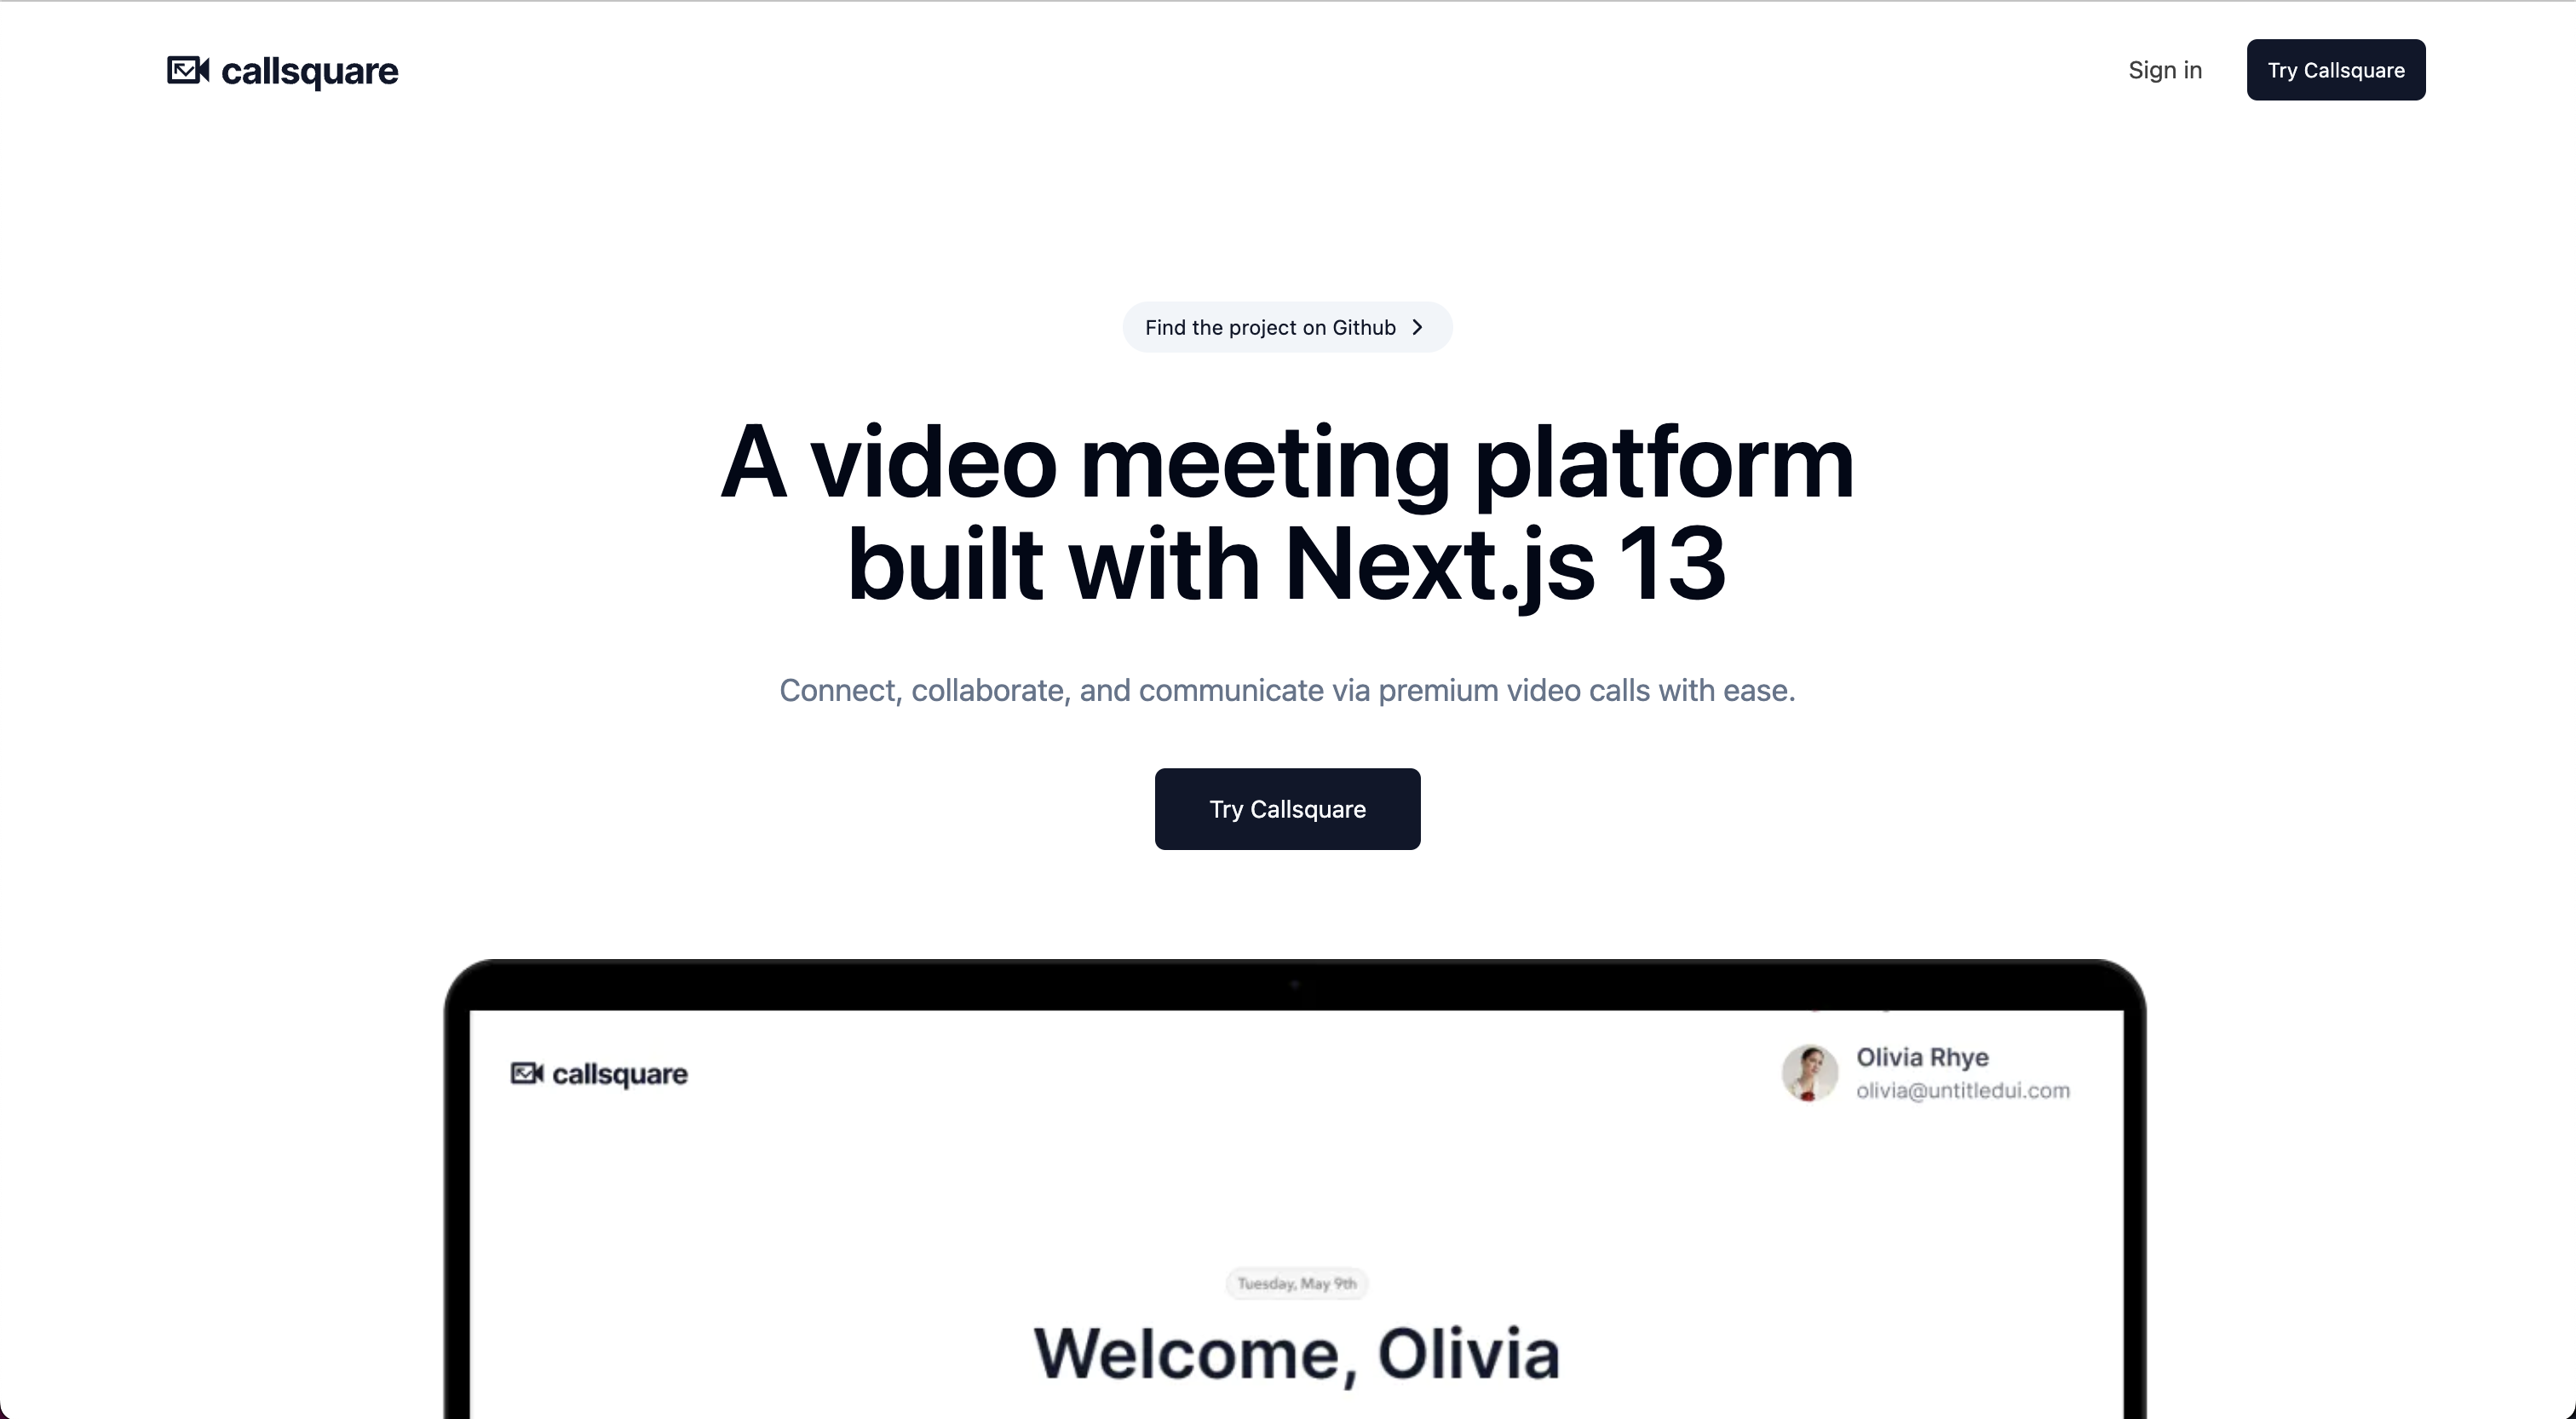 callsquare
Sign in
Try Callsquare
Find the project on Github
A video meeting platform
built with Next.js 13
Connect, collaborate, and communicate via premium video calls with ease.
Try Callsquare
callsquare
Olivia Rhye
olivia@untitledui.com
Tuesday, May 9th
Welcome, Olivia